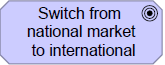 Switch from
national market
to international